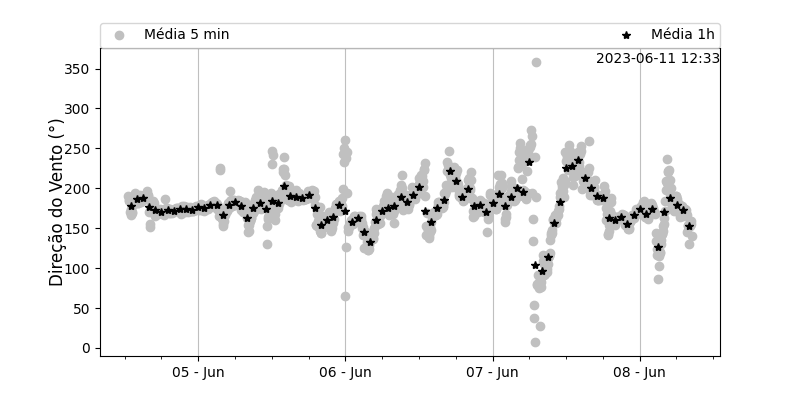 Média 5 min
Média 1h
2023-06-11 12:33
Direção do Vento (°)
350
300
250
200
150
100
50
0
05 - Jun
06 - Jun
07 - Jun
08 - Jun